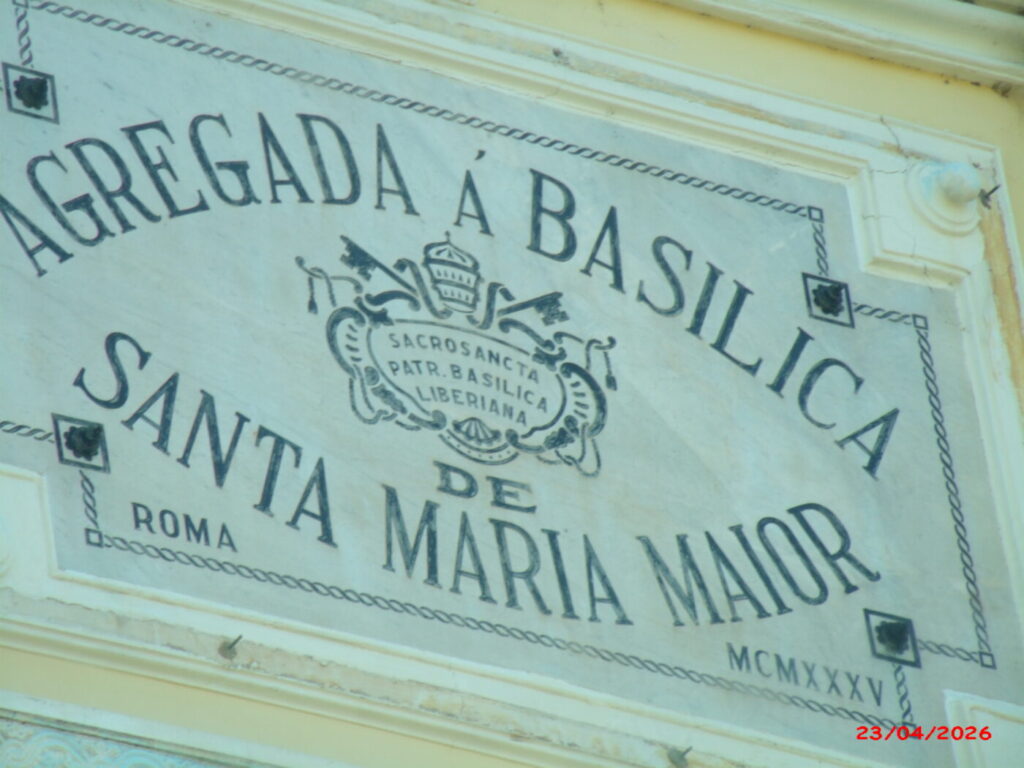 AGREGADA Á BASILICA
SACROSANCTA
PATR. BASILICA
LIBERIANA
DE
SANTA MARIA MAIOR
ROMA
MCMXXXV
23/04/2026